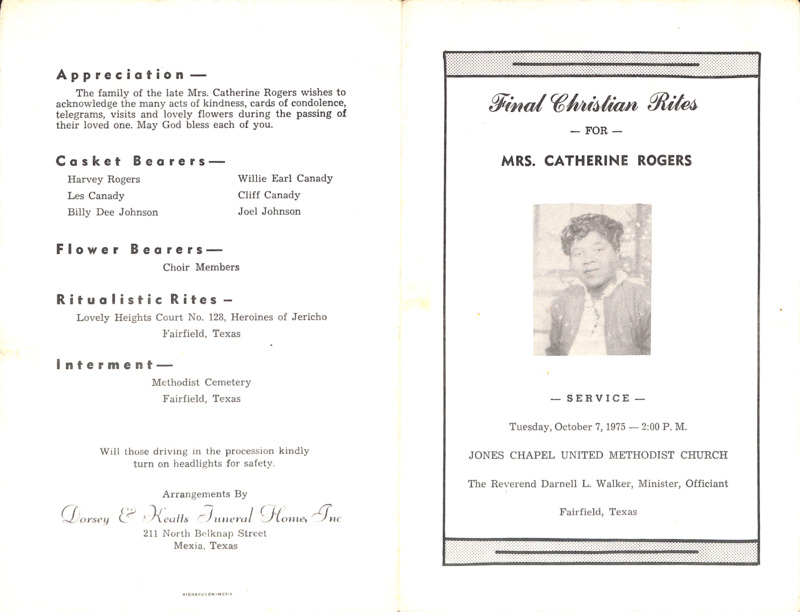 Appreciation —
The family of the late Mrs. Catherine Rogers wishes to
acknowledge the many acts of kindness, cards of condolence,
telegrams, visits and lovely flowers during the passing of
their loved one. May God bless each of you.
Casket Bearers—
Harvey Rogers
Les Canady
Billy Dee Johnson
Willie Earl Canady
Cliff Canady
Joel Johnson
Flower Bearers—
Choir Members
Ritualistic Rites –
Lovely Heights Court No. 128, Heroines of Jericho
Fairfield, Texas
Interment—
Methodist Cemetery
Fairfield, Texas
Will those driving in the procession kindly
turn on headlights for safety.
Arrangements By
Dorsey & Keatts Funeral Home, Inc
211 North Belknap Street
Mexia, Texas
RICHARDSON-MEXIA
Final Christian Rites
— FOR —
MRS. CATHERINE ROGERS
— SERVICE —
Tuesday, October 7, 1975 — 2:00 P. M.
JONES CHAPEL UNITED METHODIST CHURCH
The Reverend Darnell L. Walker, Minister, Officiant
Fairfield, Texas